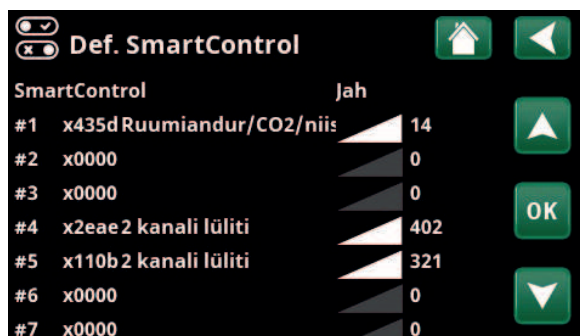 Def. SmartControl
SmartControl Jah
#1 x435d Ruumiandur/CO2/niis 14
#2 x0000 0
#3 x0000 0
#4 x2eae 2 kanali lüliti 402
#5 x110b 2 kanali lüliti 321
#6 x0000 0
#7 x0000 0
OK